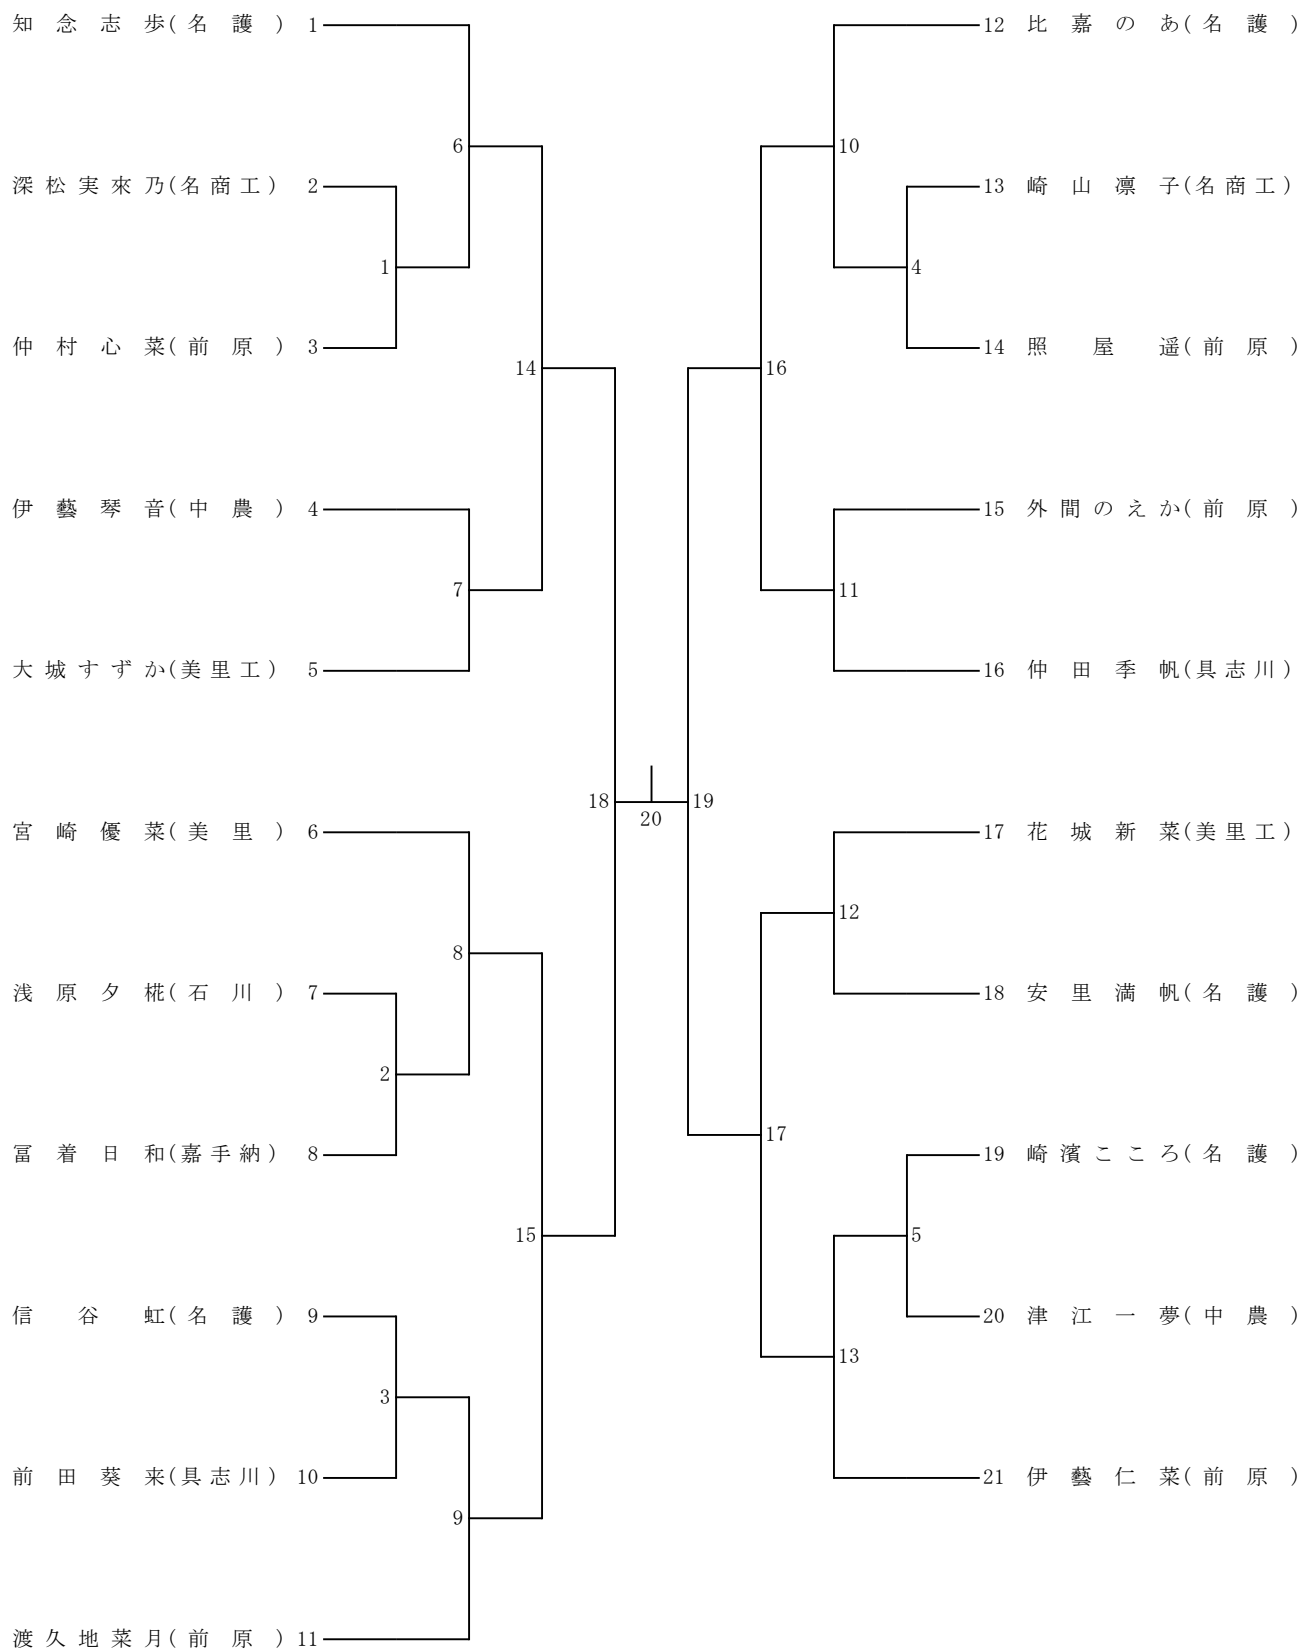 知念志歩(名護) 1
深松実來乃(名商工) 2
仲村心菜(前原) 3
伊藝琴音(中農) 4
大城すずか(美里工) 5
宮崎優菜(美里) 6
浅原夕椛(石川) 7
冨着日和(嘉手納) 8
信谷虹(名護) 9
前田葵来(具志川) 10
渡久地菜月(前原) 11
6
1
14
7
8
2
15
3
9
18
20
19
10
4
16
11
12
17
5
13
12 比嘉のあ(名護)
13 崎山凛子(名商工)
14 照屋遥(前原)
15 外間のえか(前原)
16 仲田季帆(具志川)
17 花城新菜(美里工)
18 安里満帆(名護)
19 崎濱こころ(名護)
20 津江一夢(中農)
21 伊藝仁菜(前原)